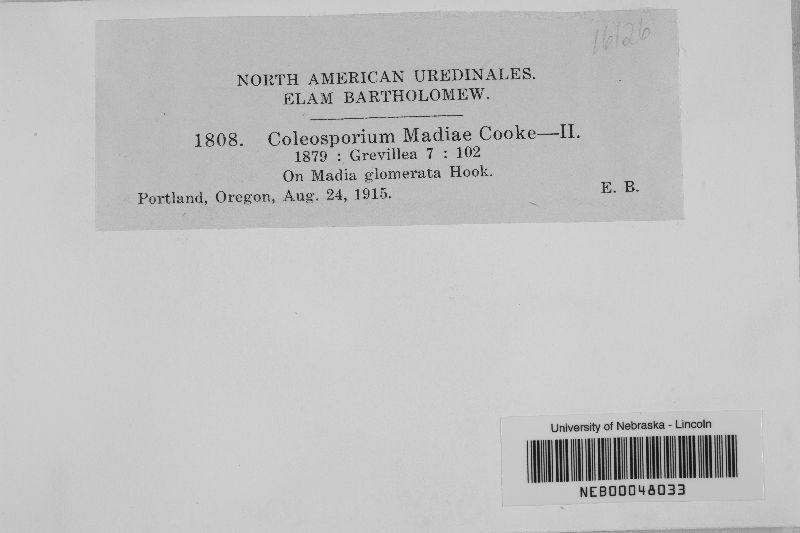 16126
NORTH AMERICAN UREDINALES.
ELAM BARTHOLOMEW.
1808. Coleosporium Madiae Cooke—II.
1879 : Grevillea 7 : 102
On Madia glomerata Hook.
Portland, Oregon, Aug. 24, 1915. E. B.
University of Nebraska - Lincoln
NEB00048033